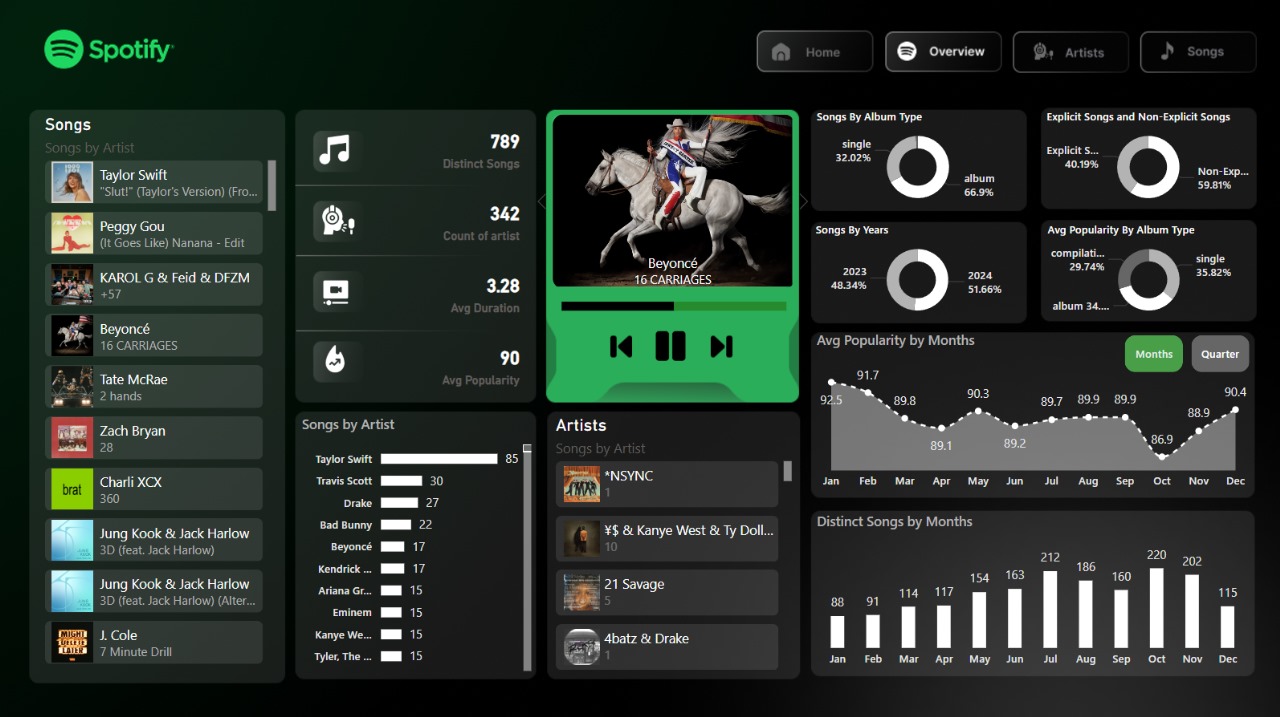 Spotify
Home
Overview
Artists
Songs
Songs
Songs by Artist
Taylor Swift
"Slut!" (Taylor's Version) (Fro...
Peggy Gou
(It Goes Like) Nanana - Edit
KAROL G & Feid & DFZM
+57
Beyoncé
16 CARRIAGES
Tate McRae
2 hands
Zach Bryan
28
brat
Charli XCX
360
Jung Kook & Jack Harlow
3D (feat. Jack Harlow)
Jung Kook & Jack Harlow
3D (feat. Jack Harlow) (Alter...
MIGHT
DELETE
LATER
J. Cole
7 Minute Drill
789
Distinct Songs
342
Count of artist
3.28
Avg Duration
90
Avg Popularity
Songs by Artist
Taylor Swift 85
Travis Scott 30
Drake 27
Bad Bunny 22
Beyoncé 17
Kendrick ... 17
Ariana Gr... 15
Eminem 15
Kanye We... 15
Tyler, The ... 15
Beyoncé
16 CARRIAGES
Artists
Songs by Artist
*NSYNC
1
¥$ & Kanye West & Ty Doll...
10
21 Savage
5
4batz & Drake
1
Songs By Album Type
single
32.02%
album
66.9%
Explicit Songs and Non-Explicit Songs
Explicit S...
40.19%
Non-Exp...
59.81%
Songs By Years
2023
48.34%
2024
51.66%
Avg Popularity By Album Type
compilati...
29.74%
single
35.82%
album 34....
Avg Popularity by Months
Months
Quarter
92.5 91.7 89.8 89.1 90.3 89.2 89.7 89.9 89.9 86.9 88.9 90.4
Jan Feb Mar Apr May Jun Jul Aug Sep Oct Nov Dec
Distinct Songs by Months
88 91 114 117 154 163 212 186 160 220 202 115
Jan Feb Mar Apr May Jun Jul Aug Sep Oct Nov Dec